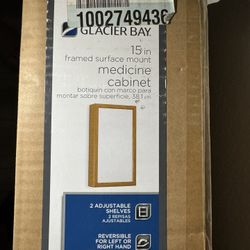 1002749436
GLACIER BAY
15 in
framed surface mount
medicine
cabinet
botiquin con marco para
montar sobre superficie, 38,1 cm
2 ADJUSTABLE
SHELVES
2 REPISAS
AJUSTABLES
REVERSIBLE
FOR LEFT OR
RIGHT HAND